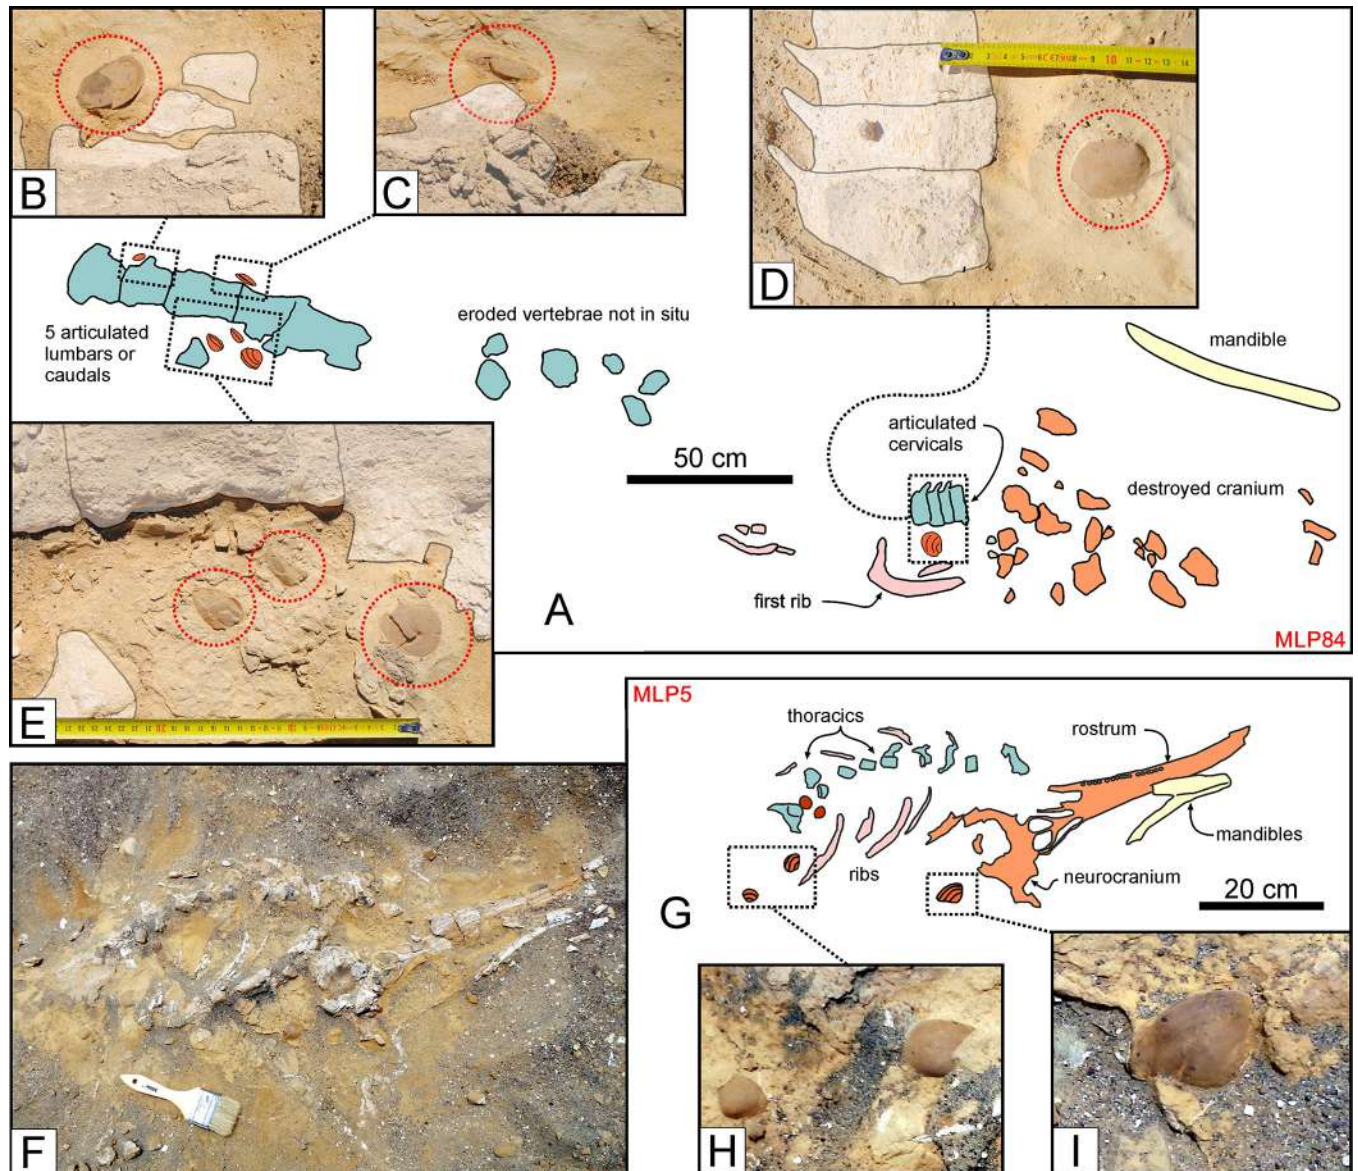 B
C
D
5 articulated
lumbars or
caudals
eroded vertebrae not in situ
mandible
50 cm
articulated
cervicals
destroyed cranium
first rib
A
MLP84
E
MLP5
thoracics
rostrum
mandibles
ribs
neurocranium
G
20 cm
F
H
I